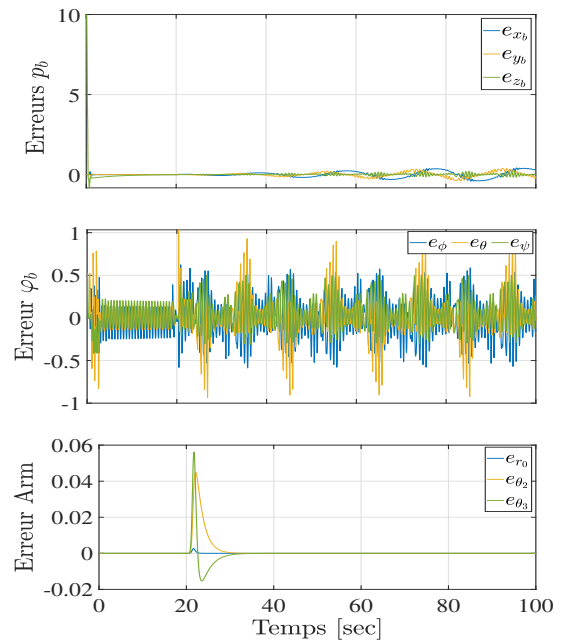 10
5
0
Erreurs p_b
e_{x_b}
e_{y_b}
e_{z_b}
1
0.5
0
-0.5
-1
Erreur φ_b
e_ϕ e_θ e_ψ
0.06
0.04
0.02
0
-0.02
Erreur Arm
e_{r_0}
e_{θ_2}
e_{θ_3}
0 20 40 60 80 100
Temps [sec]